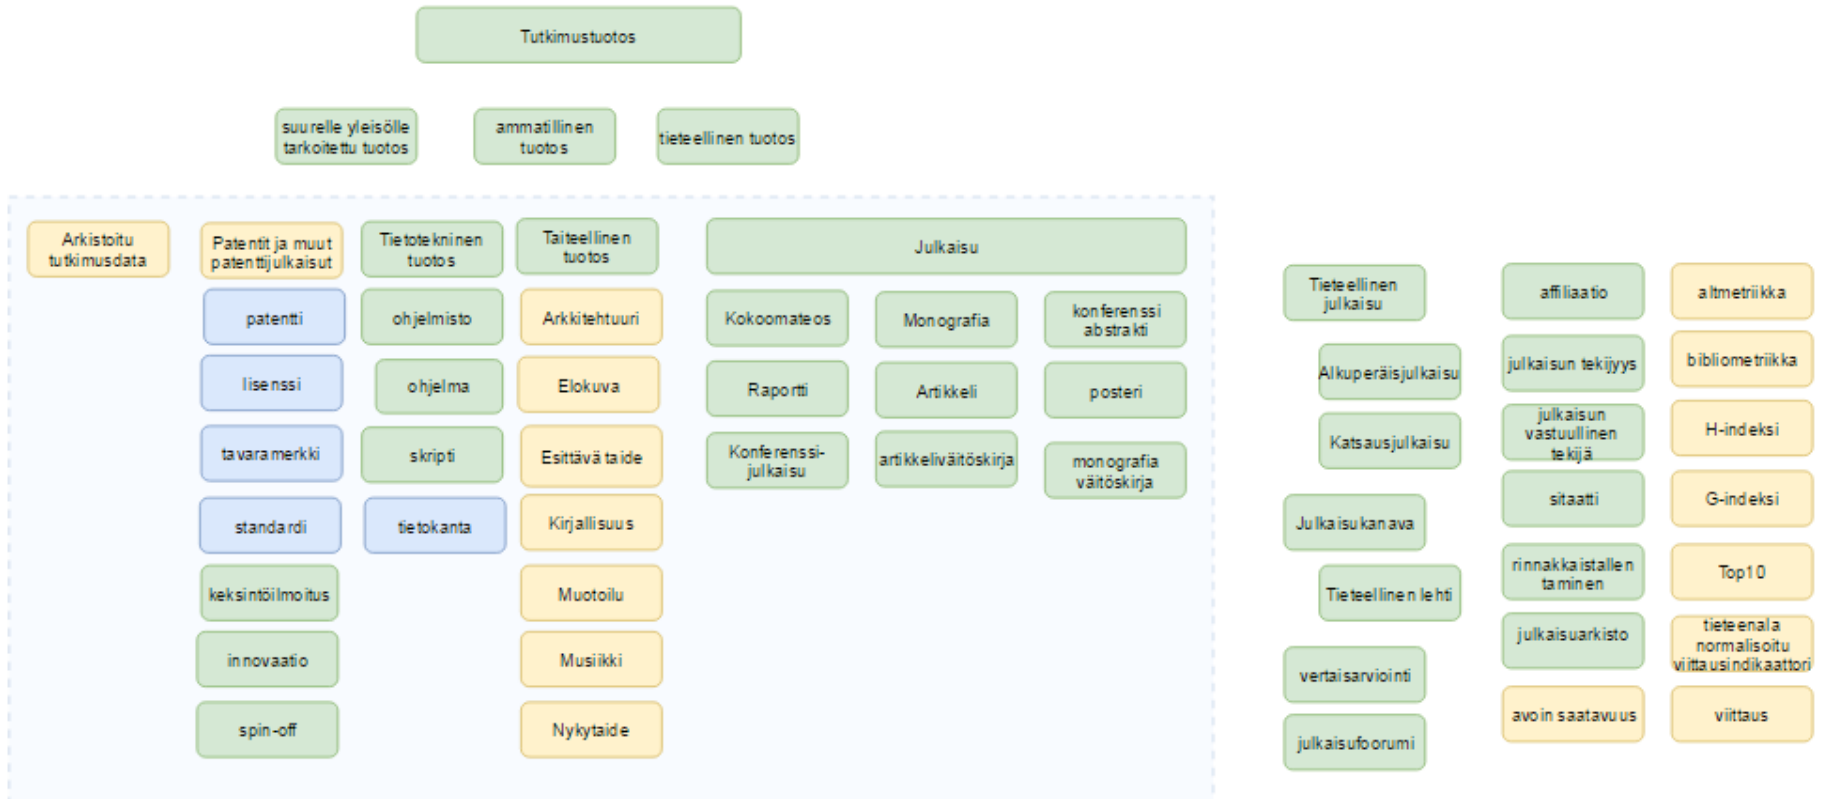 Tutkimustuotos
suurelle yleisölle
tarkoitettu tuotos
ammatillinen
tuotos
tieteellinen tuotos
Arkistoitu
tutkimusdata
Patentit ja muut
patenttijulkaisut
patentti
lisenssi
tavaramerkki
standardi
keksintöilmoitus
innovaatio
spin-off
Tietotekninen
tuotos
ohjelmisto
ohjelma
skripti
tietokanta
Taiteellinen
tuotos
Arkkitehtuuri
Elokuva
Esittävä taide
Kirjallisuus
Muotoilu
Musiikki
Nykytaide
Julkaisu
Kokoomateos
Raportti
Konferenssi-
julkaisu
Monografia
Artikkeli
artikkeliväitöskirja
konferenssi
abstrakti
posteri
monografia
väitöskirja
Tieteellinen
julkaisu
Alkuperäisjulkaisu
Katsausjulkaisu
Julkaisukanava
Tieteellinen lehti
vertaisarviointi
julkaisufoorumi
affiliaatio
julkaisun tekijyys
julkaisun
vastuullinen
tekijä
sitaatti
rinnakkaistallen
taminen
julkaisuarkisto
avoin saatavuus
altmetriikka
bibliometriikka
H-indeksi
G-indeksi
Top10
tieteenala
normalisoitu
viittausindikaattori
viittaus